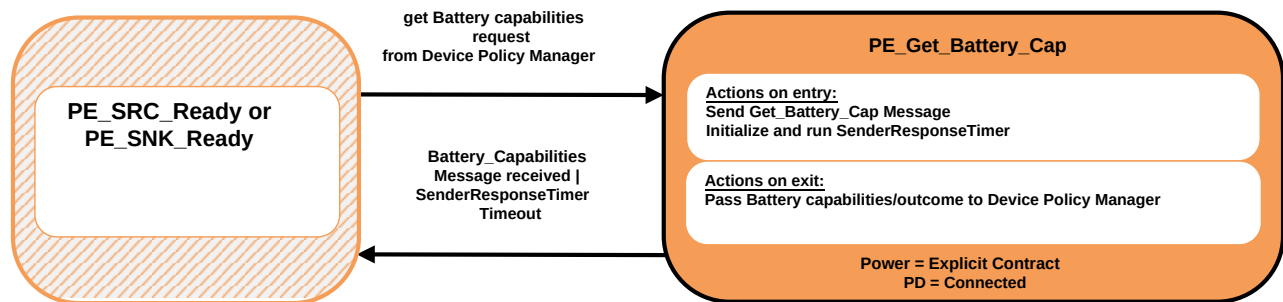 get Battery capabilities
request
from Device Policy Manager
PE_SRC_Ready or
PE_SNK_Ready
Battery_Capabilities
Message received |
SenderResponseTimer
Timeout
PE_Get_Battery_Cap
Actions on entry:
Send Get_Battery_Cap Message
Initialize and run SenderResponseTimer
Actions on exit:
Pass Battery capabilities/outcome to Device Policy Manager
Power = Explicit Contract
PD = Connected